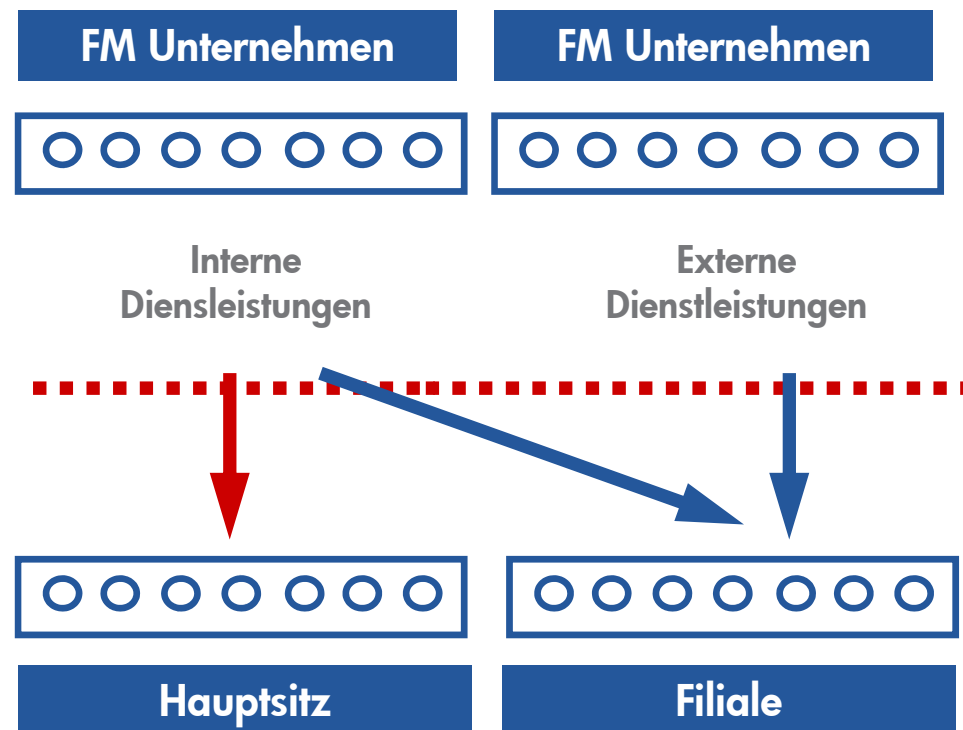 FM Unternehmen
FM Unternehmen
Interne
Diensleistungen
Externe
Dienstleistungen
Hauptsitz
Filiale